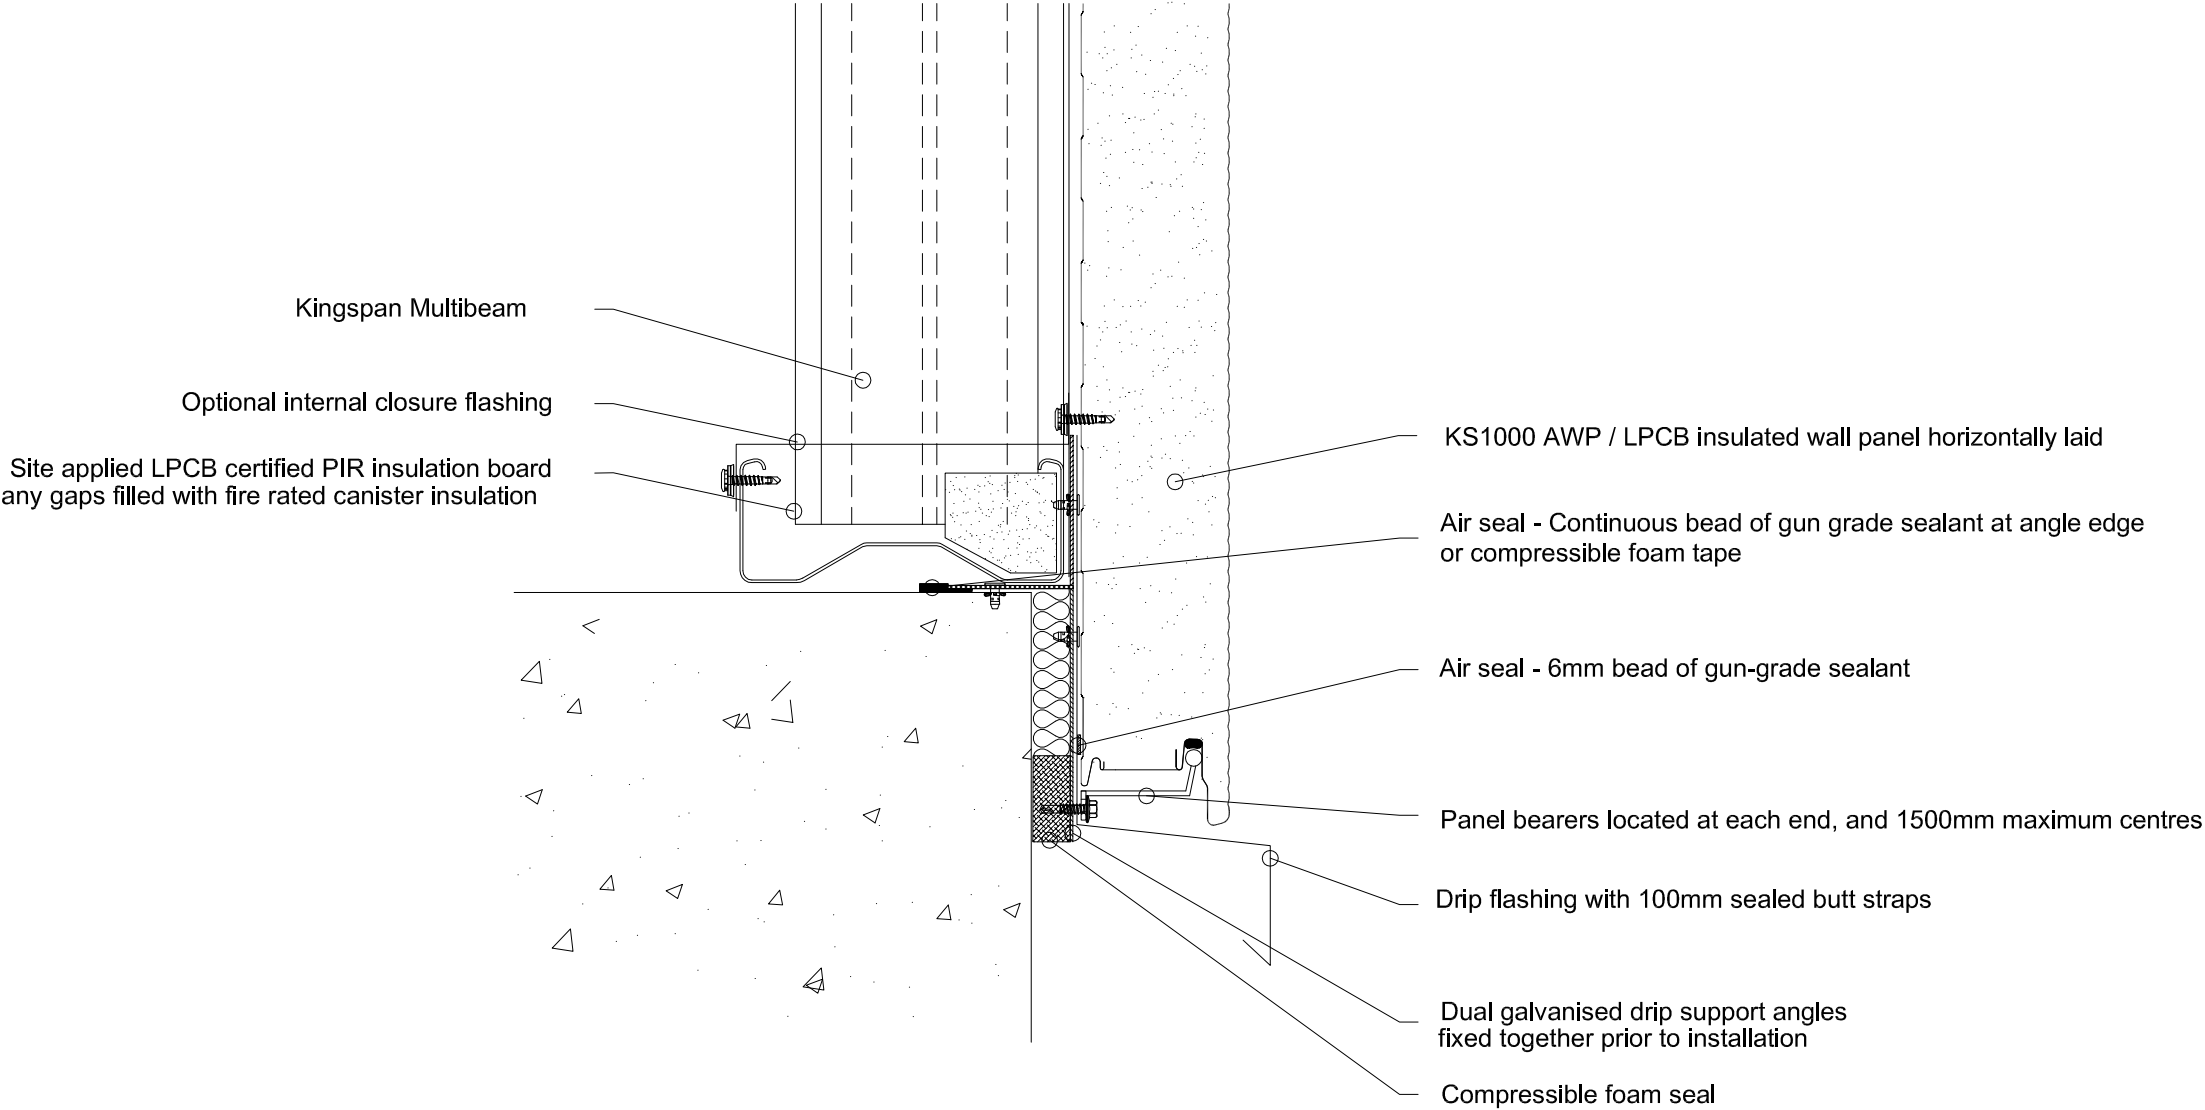 Kingspan Multibeam
Optional internal closure flashing
Site applied LPCB certified PIR insulation board
any gaps filled with fire rated canister insulation
KS1000 AWP / LPCB insulated wall panel horizontally laid
Air seal - Continuous bead of gun grade sealant at angle edge
or compressible foam tape
Air seal - 6mm bead of gun-grade sealant
Panel bearers located at each end, and 1500mm maximum centres
Drip flashing with 100mm sealed butt straps
Dual galvanised drip support angles
fixed together prior to installation
Compressible foam seal